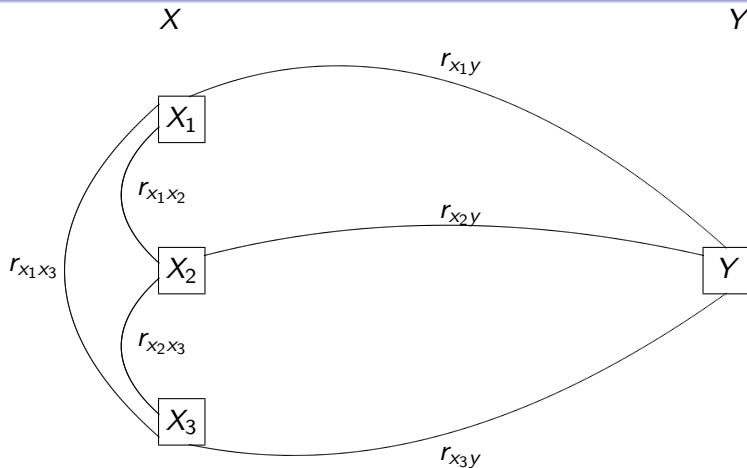 X Y
r_{x_1y}
X_1
r_{x_1x_2}
r_{x_2y}
r_{x_1x_3}
X_2
Y
r_{x_2x_3}
X_3
r_{x_3y}